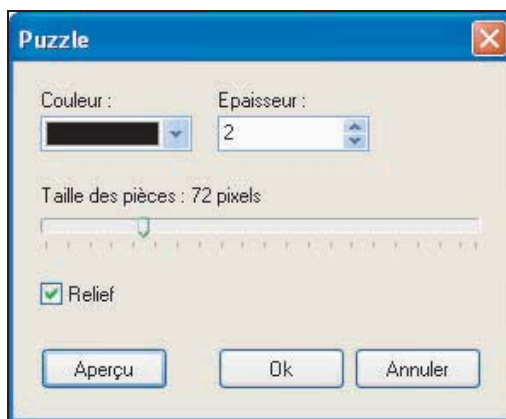 Puzzle
Couleur : Epaisseur :
2
Taille des pièces : 72 pixels
Relief
Aperçu Ok Annuler